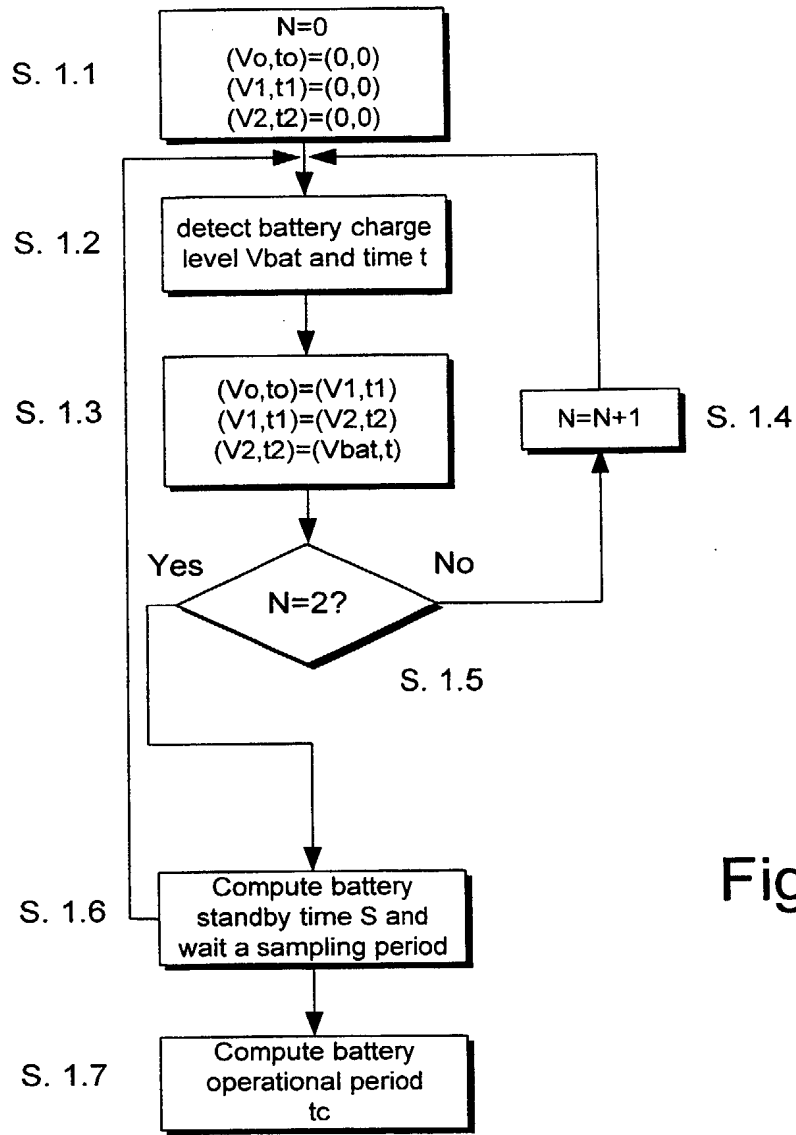 N=0
(Vo,to)=(0,0)
(V1,t1)=(0,0)
(V2,t2)=(0,0)
S. 1.1
detect battery charge
level Vbat and time t
S. 1.2
(Vo,to)=(V1,t1)
(V1,t1)=(V2,t2)
(V2,t2)=(Vbat,t)
S. 1.3
N=N+1
S. 1.4
Yes
No
N=2?
S. 1.5
Compute battery
standby time S and
wait a sampling period
S. 1.6
Fig
Compute battery
operational period
tc
S. 1.7